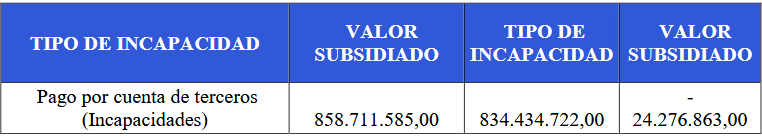 TIPO DE INCAPACIDAD
VALOR
SUBSIDIADO
TIPO DE
INCAPACIDAD
VALOR
SUBSIDIADO
Pago por cuenta de terceros
(Incapacidades)
858.711.585,00
834.434.722,00
-
24.276.863,00